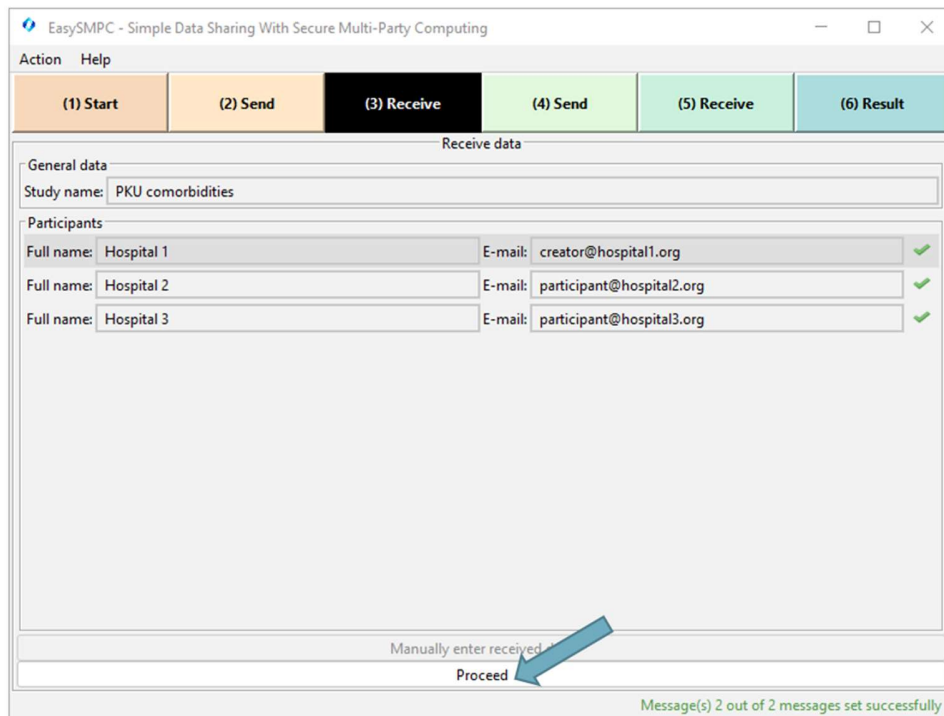 EasySMPC - Simple Data Sharing With Secure Multi-Party Computing
Action Help
(1) Start (2) Send (3) Receive (4) Send (5) Receive (6) Result
Receive data
General data
Study name: PKU comorbidities
Participants
Full name: Hospital 1 E-mail: creator@hospital1.org
Full name: Hospital 2 E-mail: participant@hospital2.org
Full name: Hospital 3 E-mail: participant@hospital3.org
Manually enter received
Proceed
Message(s) 2 out of 2 messages set successfully